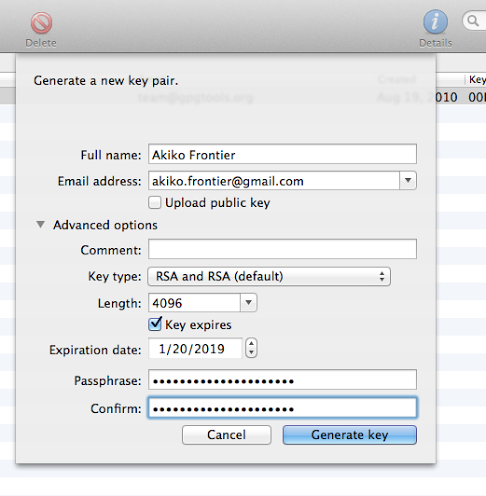 Delete
Details
Generate a new key pair.
Created
Key
team@gpgtools.org
Aug 19, 2010
00
Full name: Akiko Frontier
Email address: akiko.frontier@gmail.com
Upload public key
Advanced options
Comment:
Key type: RSA and RSA (default)
Length: 4096
Key expires
Expiration date: 1/20/2019
Passphrase: •••••••••••••••••••••
Confirm: •••••••••••••••••••••
Cancel
Generate key